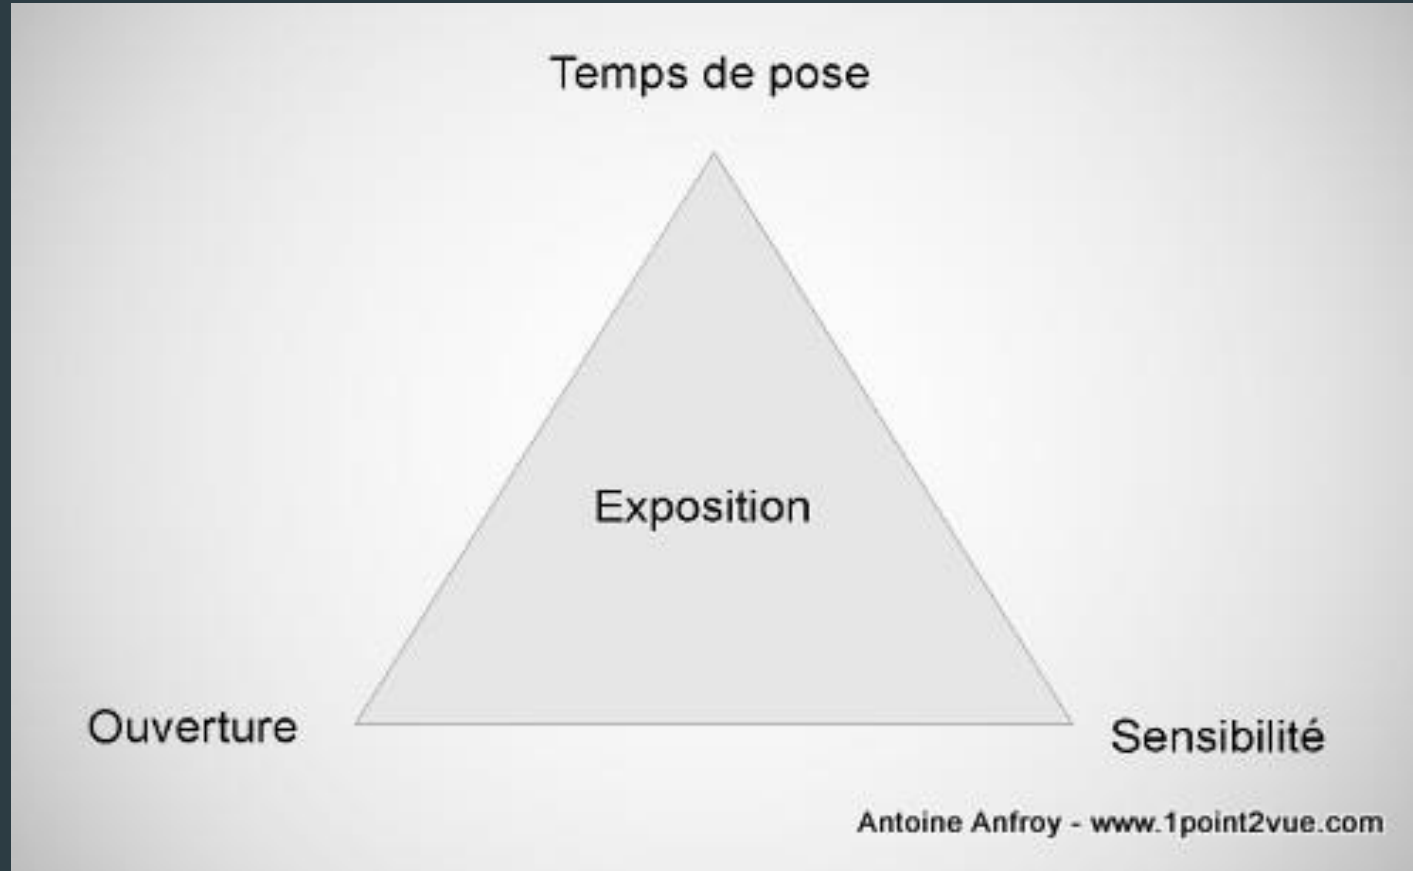 Temps de pose
Exposition
Ouverture
Sensibilité
Antoine Anfroy - www.1point2vue.com